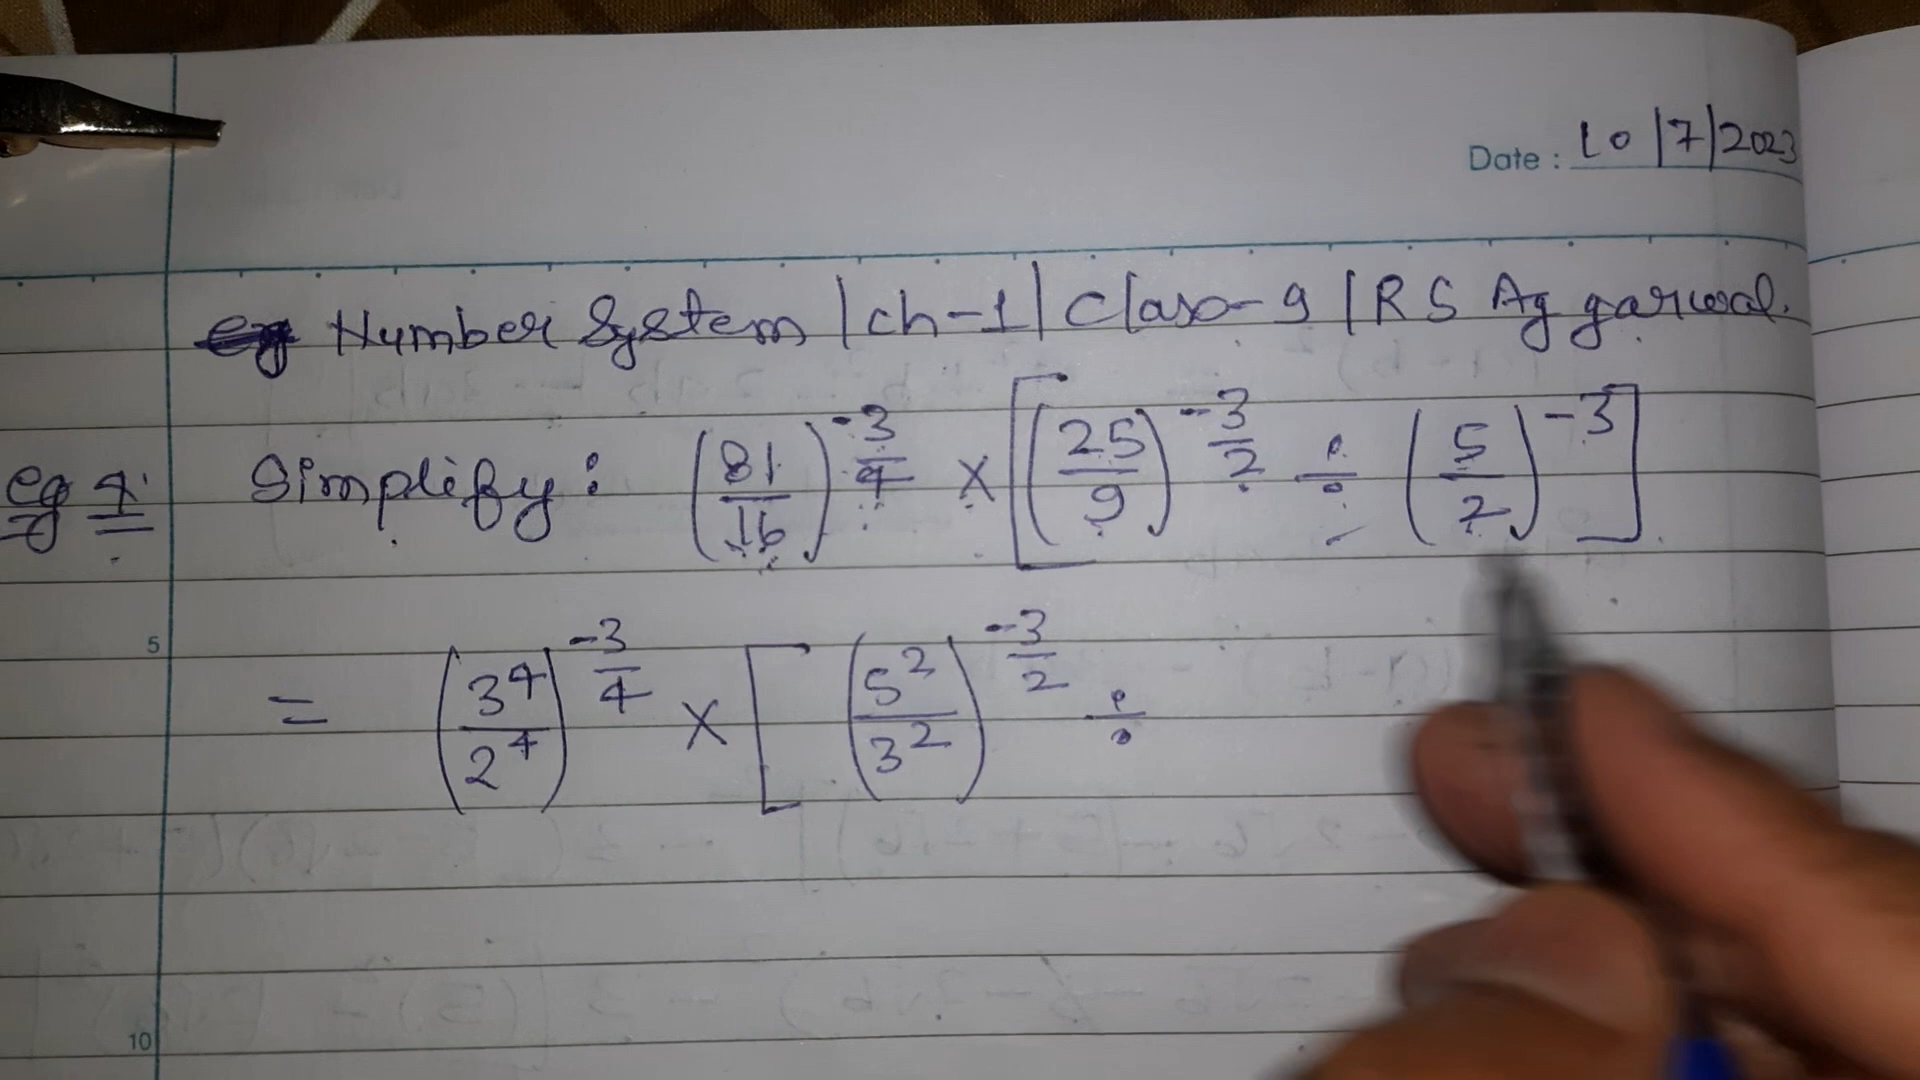 Date : 10/7/2023
Number System | ch-1 | Class-9 | RS Aggarwal.
eg 4. Simplify : (81/16)^(-3/4) × [(25/9)^(-3/2) ÷ (5/2)^(-3)]
5
= (3^4/2^4)^(-3/4) × [(5^2/3^2)^(-3/2) ÷
10